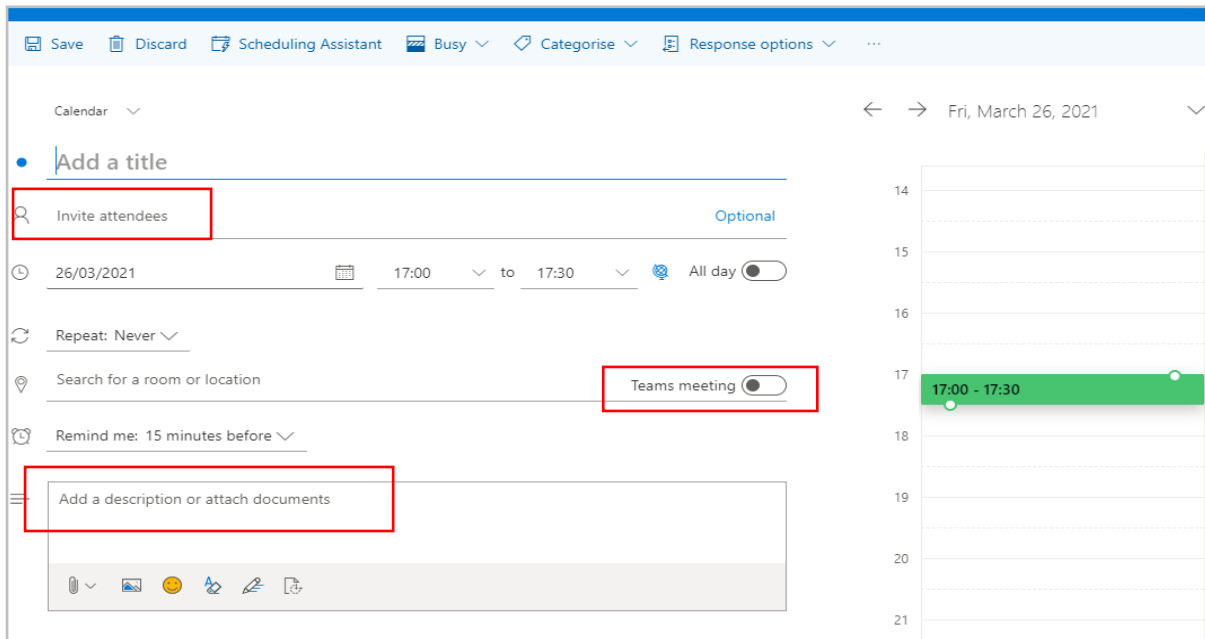 Save Discard Scheduling Assistant Busy Categorise Response options ...
Calendar
Fri, March 26, 2021
Add a title
Invite attendees Optional
26/03/2021 17:00 to 17:30 All day
Repeat: Never
Search for a room or location Teams meeting
Remind me: 15 minutes before
Add a description or attach documents
14
15
16
17
17:00 - 17:30
18
19
20
21